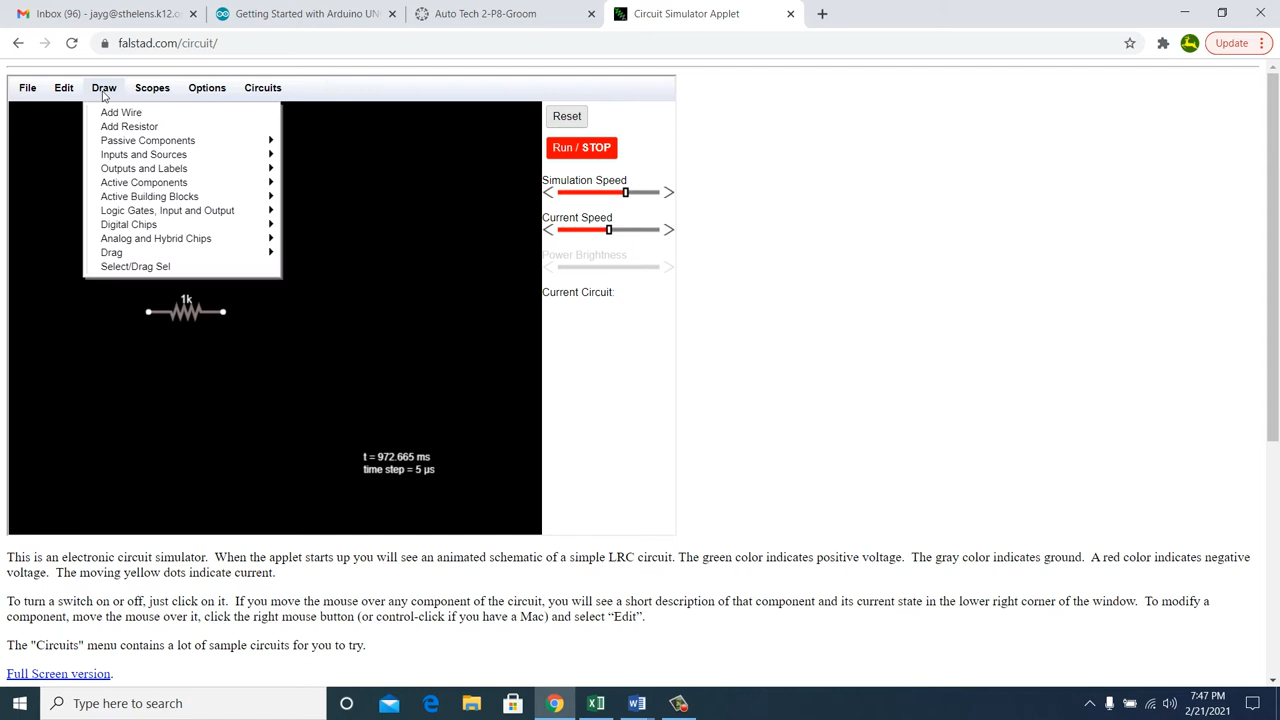 Inbox (96) - jayg@sthelens.k12.o
Getting Started with Arduino UN
Auto Tech 2-P8-Groom
Circuit Simulator Applet
falstad.com/circuit/
Update
File Edit Draw Scopes Options Circuits
Add Wire
Add Resistor
Passive Components
Inputs and Sources
Outputs and Labels
Active Components
Active Building Blocks
Logic Gates, Input and Output
Digital Chips
Analog and Hybrid Chips
Drag
Select/Drag Sel
Reset
Run / STOP
Simulation Speed
Current Speed
Power Brightness
Current Circuit:
1k
t = 972.665 ms
time step = 5 µs
This is an electronic circuit simulator. When the applet starts up you will see an animated schematic of a simple LRC circuit. The green color indicates positive voltage. The gray color indicates ground. A red color indicates negative
voltage. The moving yellow dots indicate current.
To turn a switch on or off, just click on it. If you move the mouse over any component of the circuit, you will see a short description of that component and its current state in the lower right corner of the window. To modify a
component, move the mouse over it, click the right mouse button (or control-click if you have a Mac) and select “Edit”.
The "Circuits" menu contains a lot of sample circuits for you to try.
Full Screen version.
Type here to search
7:47 PM
2/21/2021